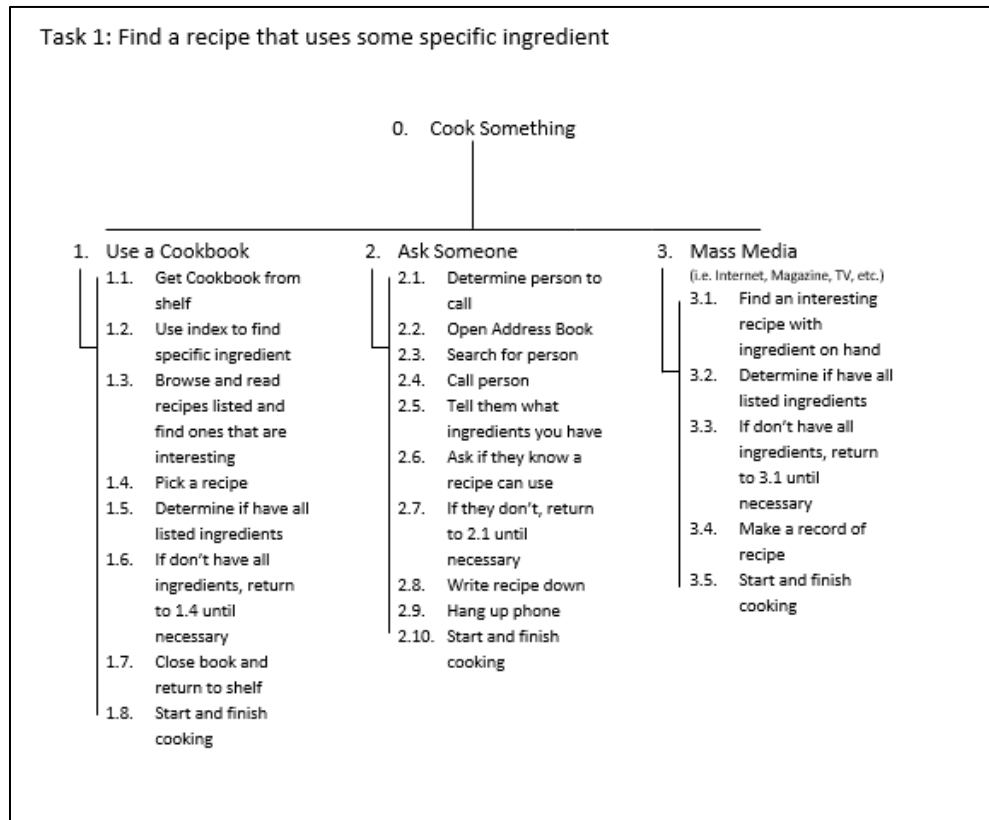 Task 1: Find a recipe that uses some specific ingredient
0. Cook Something
1. Use a Cookbook
1.1. Get Cookbook from
shelf
1.2. Use index to find
specific ingredient
1.3. Browse and read
recipes listed and
find ones that are
interesting
1.4. Pick a recipe
1.5. Determine if have all
listed ingredients
1.6. If don't have all
ingredients, return
to 1.4 until
necessary
1.7. Close book and
return to shelf
1.8. Start and finish
cooking
2. Ask Someone
2.1. Determine person to
call
2.2. Open Address Book
2.3. Search for person
2.4. Call person
2.5. Tell them what
ingredients you have
2.6. Ask if they know a
recipe can use
2.7. If they don't, return
to 2.1 until
necessary
2.8. Write recipe down
2.9. Hang up phone
2.10. Start and finish
cooking
3. Mass Media
(i.e. Internet, Magazine, TV, etc.)
3.1. Find an interesting
recipe with
ingredient on hand
3.2. Determine if have all
listed ingredients
3.3. If don't have all
ingredients, return
to 3.1 until
necessary
3.4. Make a record of
recipe
3.5. Start and finish
cooking